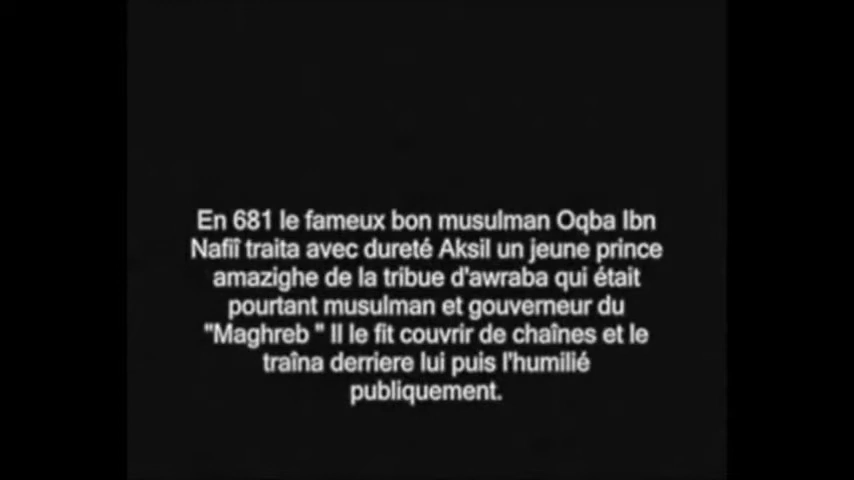 En 681 le fameux bon musulman Oqba Ibn
Nafiî traita avec dureté Aksil un jeune prince
amazighe de la tribue d'awraba qui était
pourtant musulman et gouverneur du
"Maghreb " Il le fit couvrir de chaînes et le
traîna derriere lui puis l'humilié
publiquement.